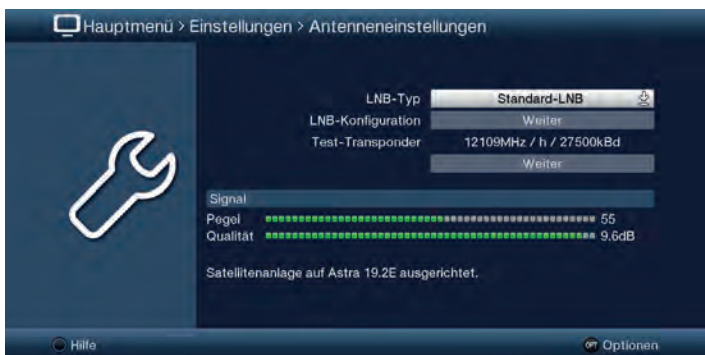 Hauptmenü > Einstellungen > Antenneneinstellungen
LNB-Typ Standard-LNB
LNB-Konfiguration Weiter
Test-Transponder 12109MHz / h / 27500kBd
Weiter
Signal
Pegel 55
Qualität 9.6dB
Satellitenanlage auf Astra 19.2E ausgerichtet.
Hilfe OPT Optionen